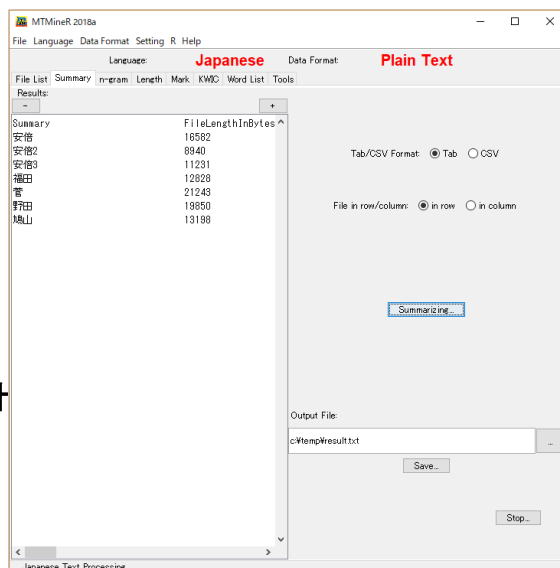 MTMineR 2018a
File Language Data Format Setting R Help
Language: Japanese Data Format: Plain Text
File List Summary n-gram Length Mark KWIC Word List Tools
Results:
- +
Summary FileLengthInBytes
安倍 16582
安倍2 8940
安倍3 11231
福田 12828
菅 21243
野田 19850
鳩山 13198
Tab/CSV Format: Tab CSV
File in row/column: in row in column
Summarizing...
Output File:
c:¥temp¥result.txt ...
Save...
Stop...
Japanese Text Processing